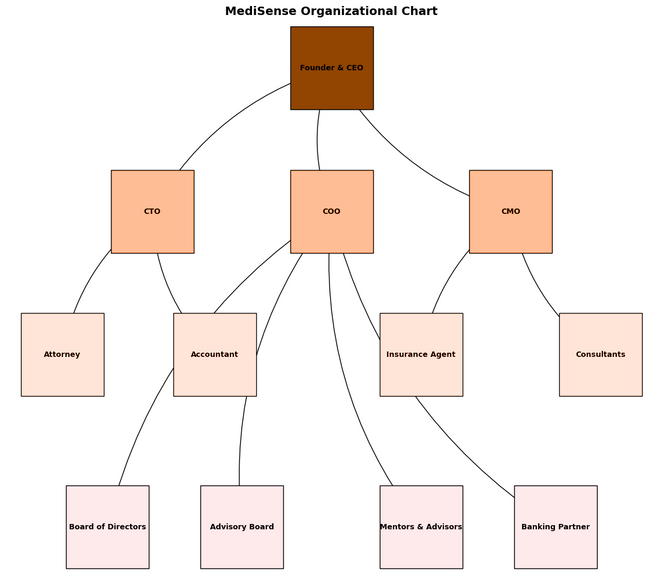 MediSense Organizational Chart
Founder & CEO
CTO
COO
CMO
Attorney
Accountant
Insurance Agent
Consultants
Board of Directors
Advisory Board
Mentors & Advisors
Banking Partner